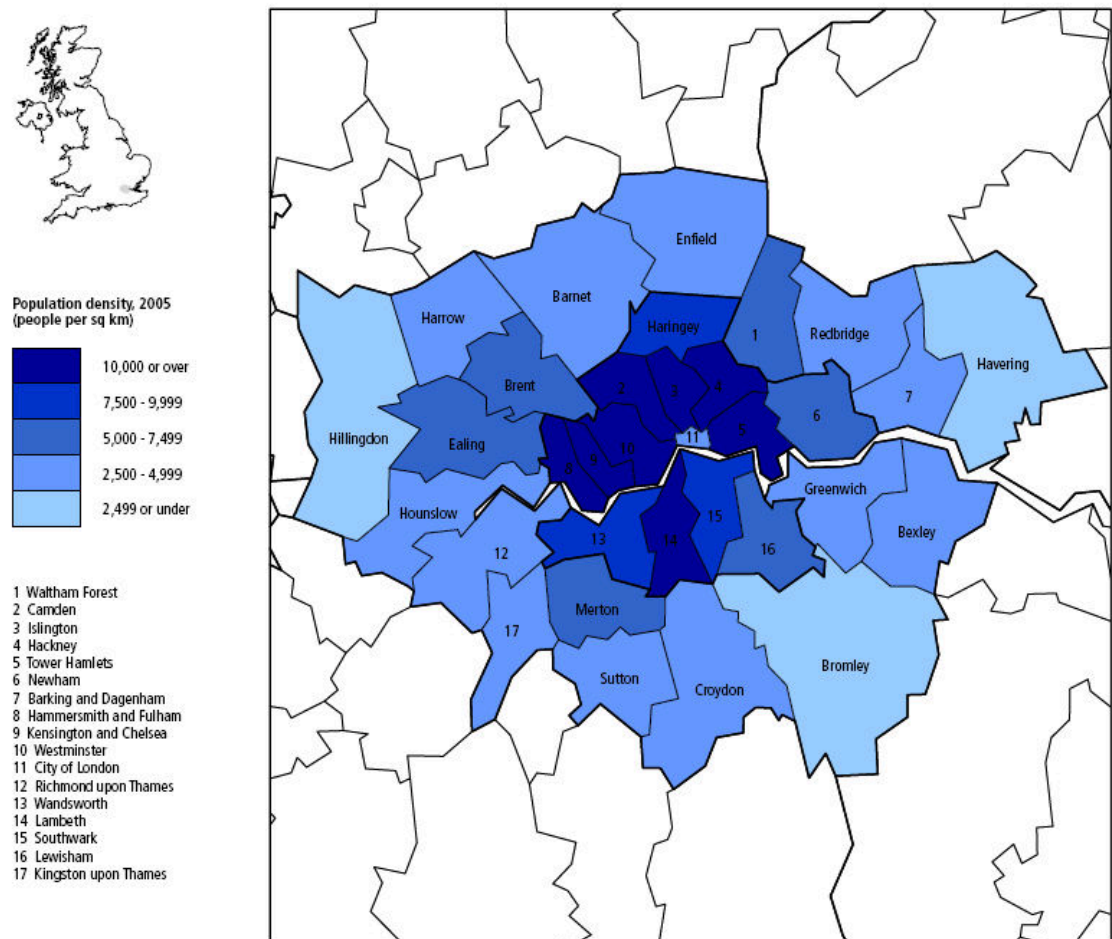 Population density, 2005
(people per sq km)
10,000 or over
7,500 - 9,999
5,000 - 7,499
2,500 - 4,999
2,499 or under
1 Waltham Forest
2 Camden
3 Islington
4 Hackney
5 Tower Hamlets
6 Newham
7 Barking and Dagenham
8 Hammersmith and Fulham
9 Kensington and Chelsea
10 Westminster
11 City of London
12 Richmond upon Thames
13 Wandsworth
14 Lambeth
15 Southwark
16 Lewisham
17 Kingston upon Thames
Enfield
Barnet
Harrow
Haringey
1
Redbridge
Havering
Brent
2
3
4
7
Hillingdon
Ealing
6
5
11
10
9
8
Hounslow
Greenwich
15
Bexley
12
13
14
16
Merton
17
Bromley
Sutton
Croydon